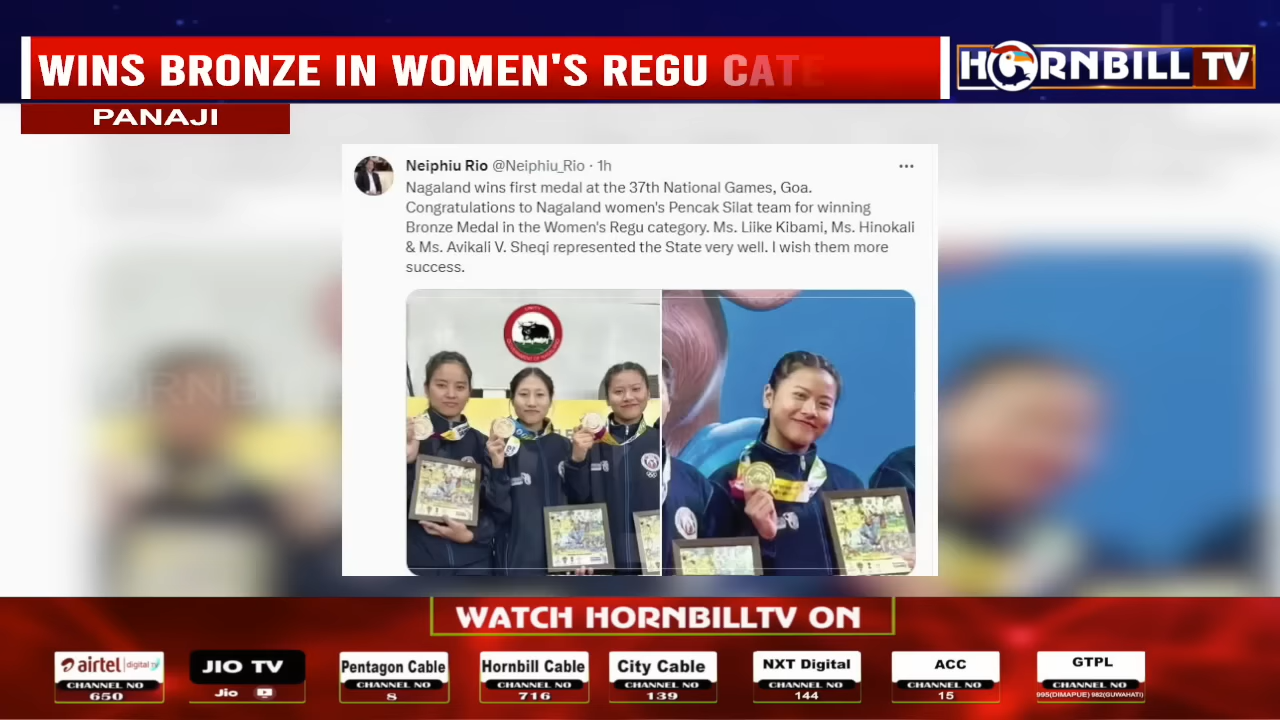 WINS BRONZE IN WOMEN'S REGU CATE
HORNBILL TV
PANAJI
Neiphiu Rio @Neiphiu_Rio · 1h
Nagaland wins first medal at the 37th National Games, Goa.
Congratulations to Nagaland women's Pencak Silat team for winning
Bronze Medal in the Women's Regu category. Ms. Liike Kibami, Ms. Hinokali
& Ms. Avikali V. Sheqi represented the State very well. I wish them more
success.
WATCH HORNBILLTV ON
airtel digital tv
CHANNEL NO
650
JIO TV
Jio
Pentagon Cable
CHANNEL NO
8
Hornbill Cable
CHANNEL NO
716
City Cable
CHANNEL NO
139
NXT Digital
CHANNEL NO
144
ACC
CHANNEL NO
15
GTPL
CHANNEL NO
995(DIMAPUE) 982(GUWAHATI)